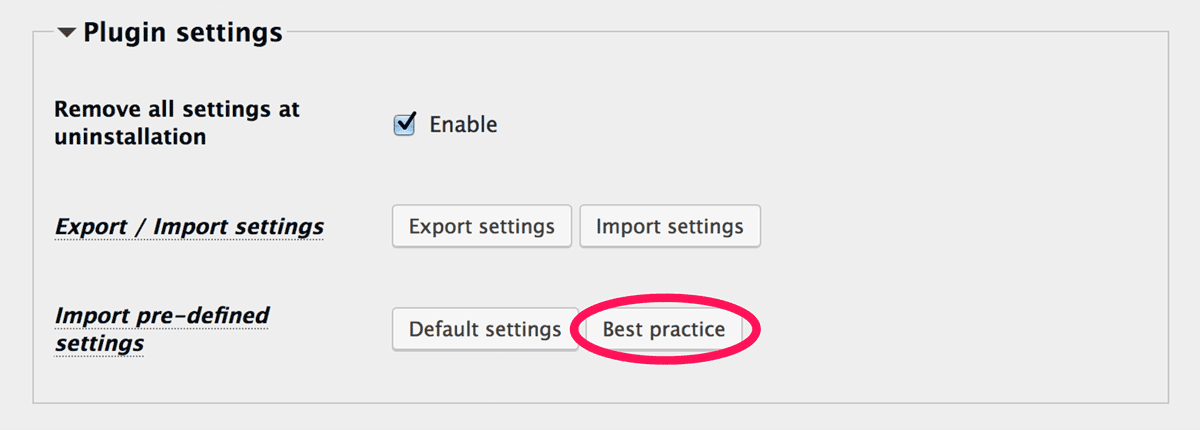 Plugin settings
Remove all settings at
uninstallation
Enable
Export / Import settings
Export settings
Import settings
Import pre-defined
settings
Default settings
Best practice